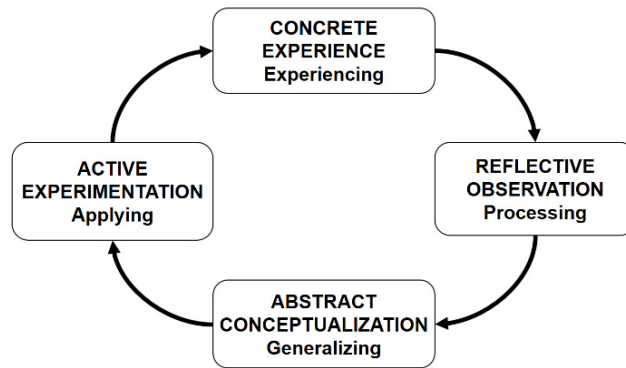 CONCRETE
EXPERIENCE
Experiencing
REFLECTIVE
OBSERVATION
Processing
ABSTRACT
CONCEPTUALIZATION
Generalizing
ACTIVE
EXPERIMENTATION
Applying